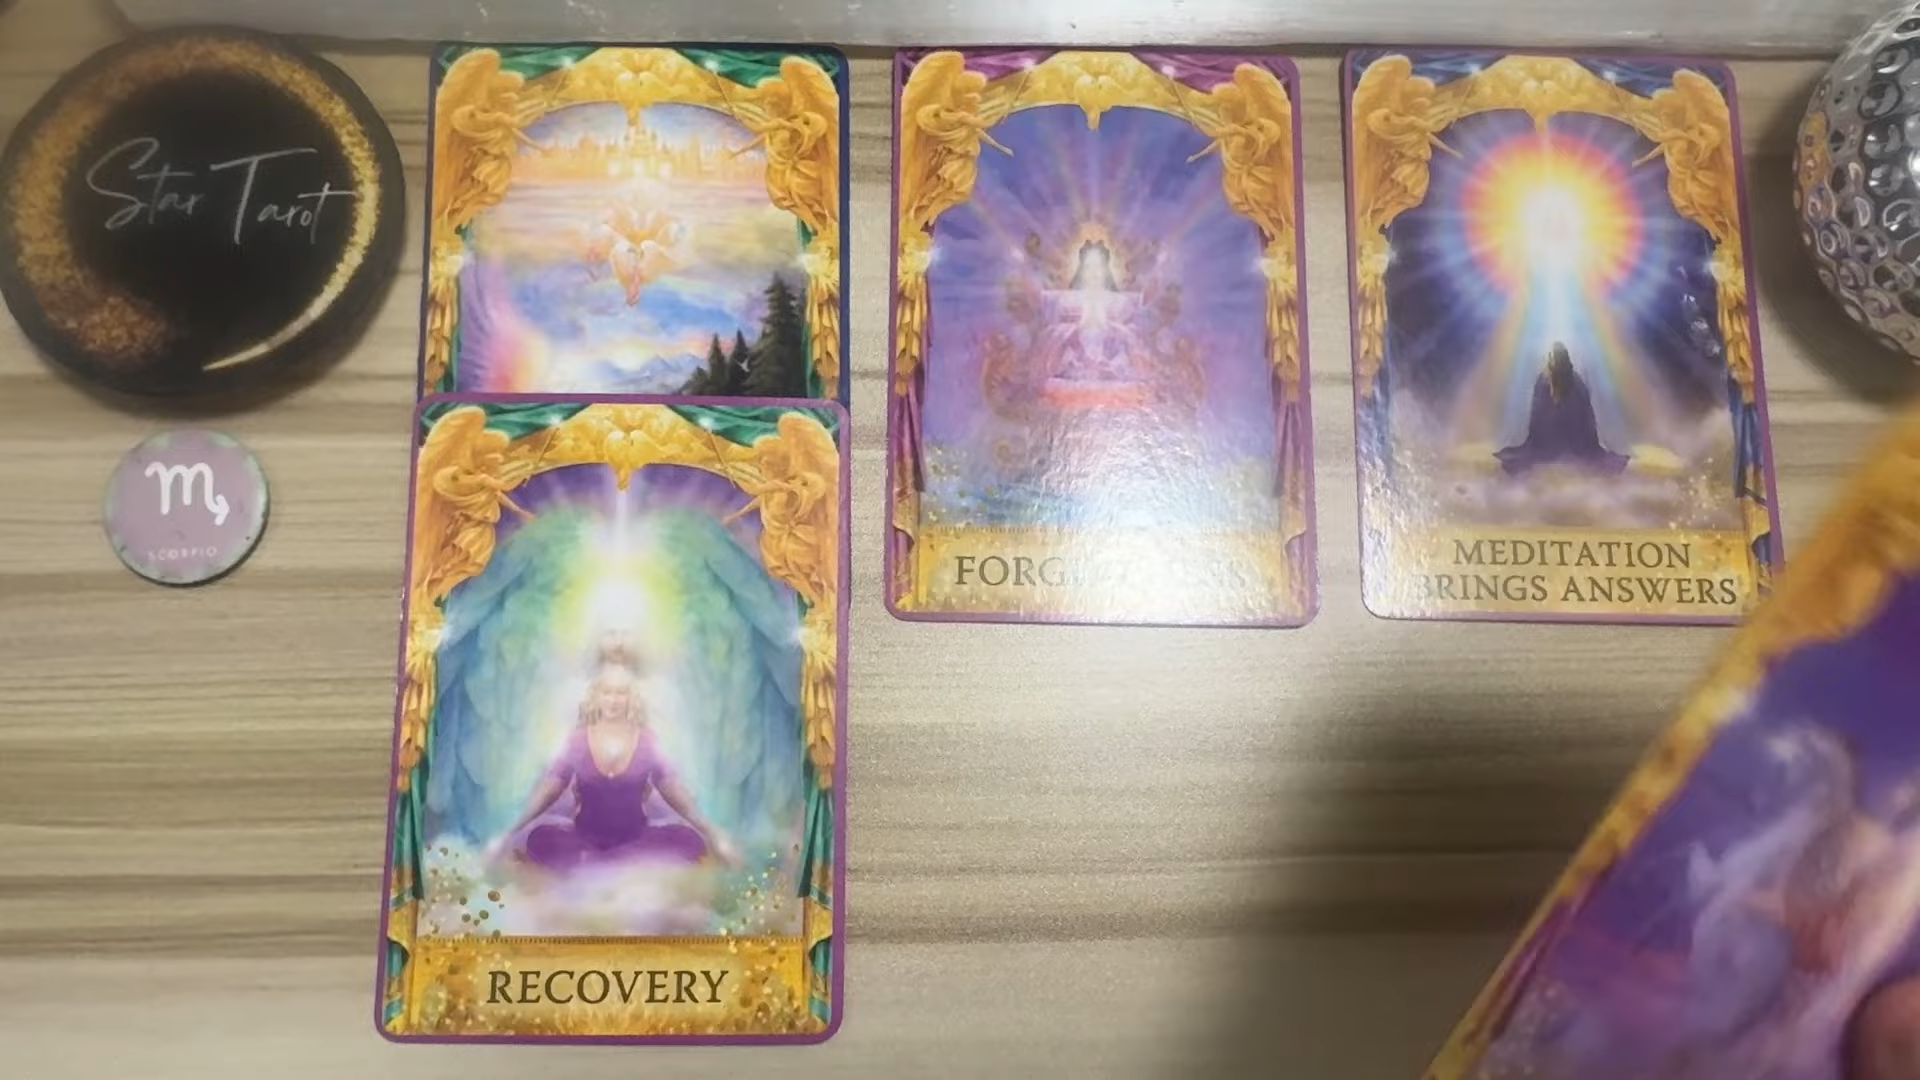 Star Tarot
SCORPIO
MEDITATION
BRINGS ANSWERS
RECOVERY